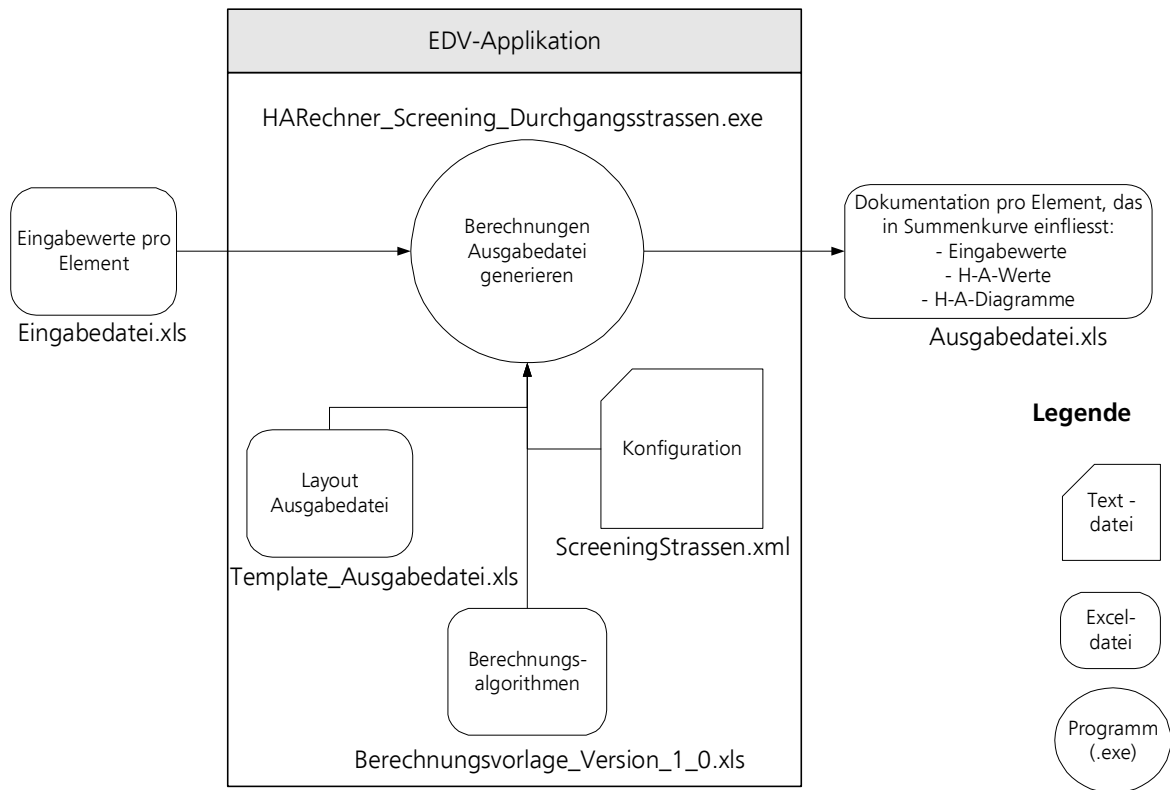 EDV-Applikation
HARechner_Screening_Durchgangsstrassen.exe
Eingabewerte pro
Element
Eingabedatei.xls
Berechnungen
Ausgabedatei
generieren
Dokumentation pro Element, das
in Summenkurve einfliesst:
- Eingabewerte
- H-A-Werte
- H-A-Diagramme
Ausgabedatei.xls
Layout
Ausgabedatei
Template_Ausgabedatei.xls
Konfiguration
ScreeningStrassen.xml
Berechnungs-
algorithmen
Berechnungsvorlage_Version_1_0.xls
Legende
Text -
datei
Excel-
datei
Programm
(.exe)